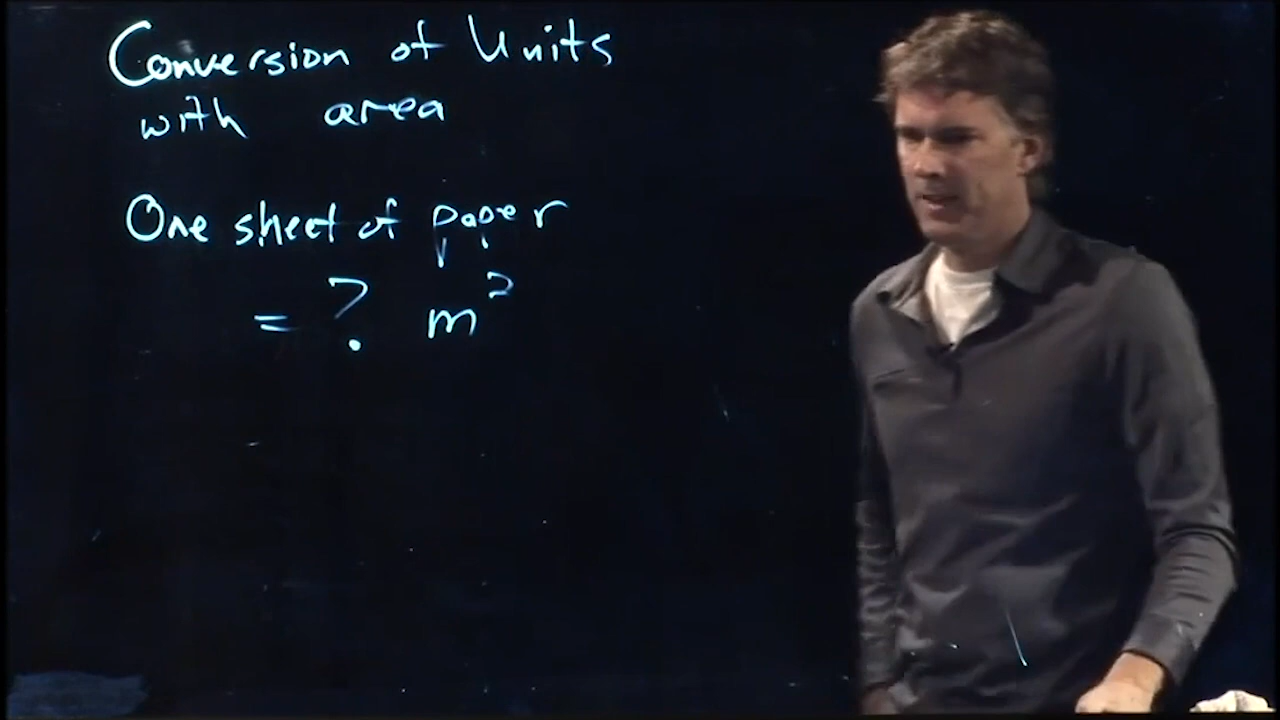 Conversion of Units
with area
One sheet of paper
= ? m²